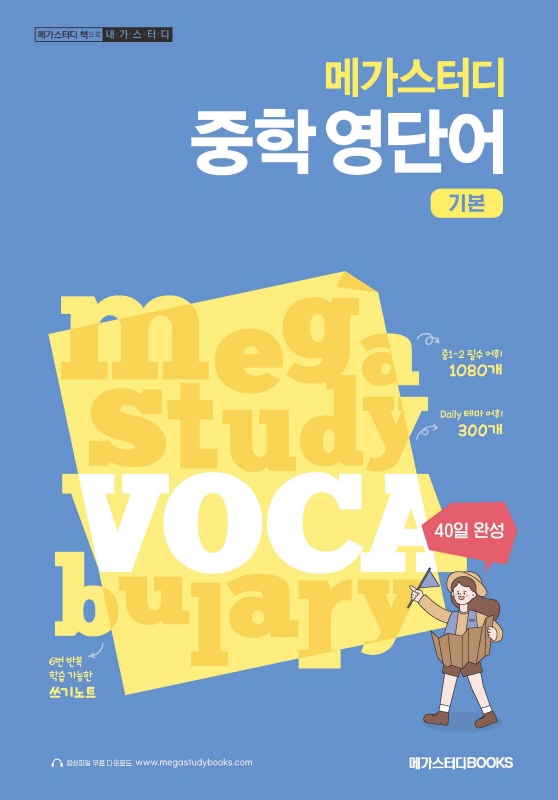 메가스터디 책으로 내·가·스·터·디
메가스터디
중학 영단어
기본
mega
study
VOCA
bulary
중1~2 필수 어휘
1080개
Daily 테마 어휘
300개
40일 완성
6번 반복
학습 가능한
쓰기노트
음성파일 무료 다운로드 www.megastudybooks.com
메가스터디BOOKS